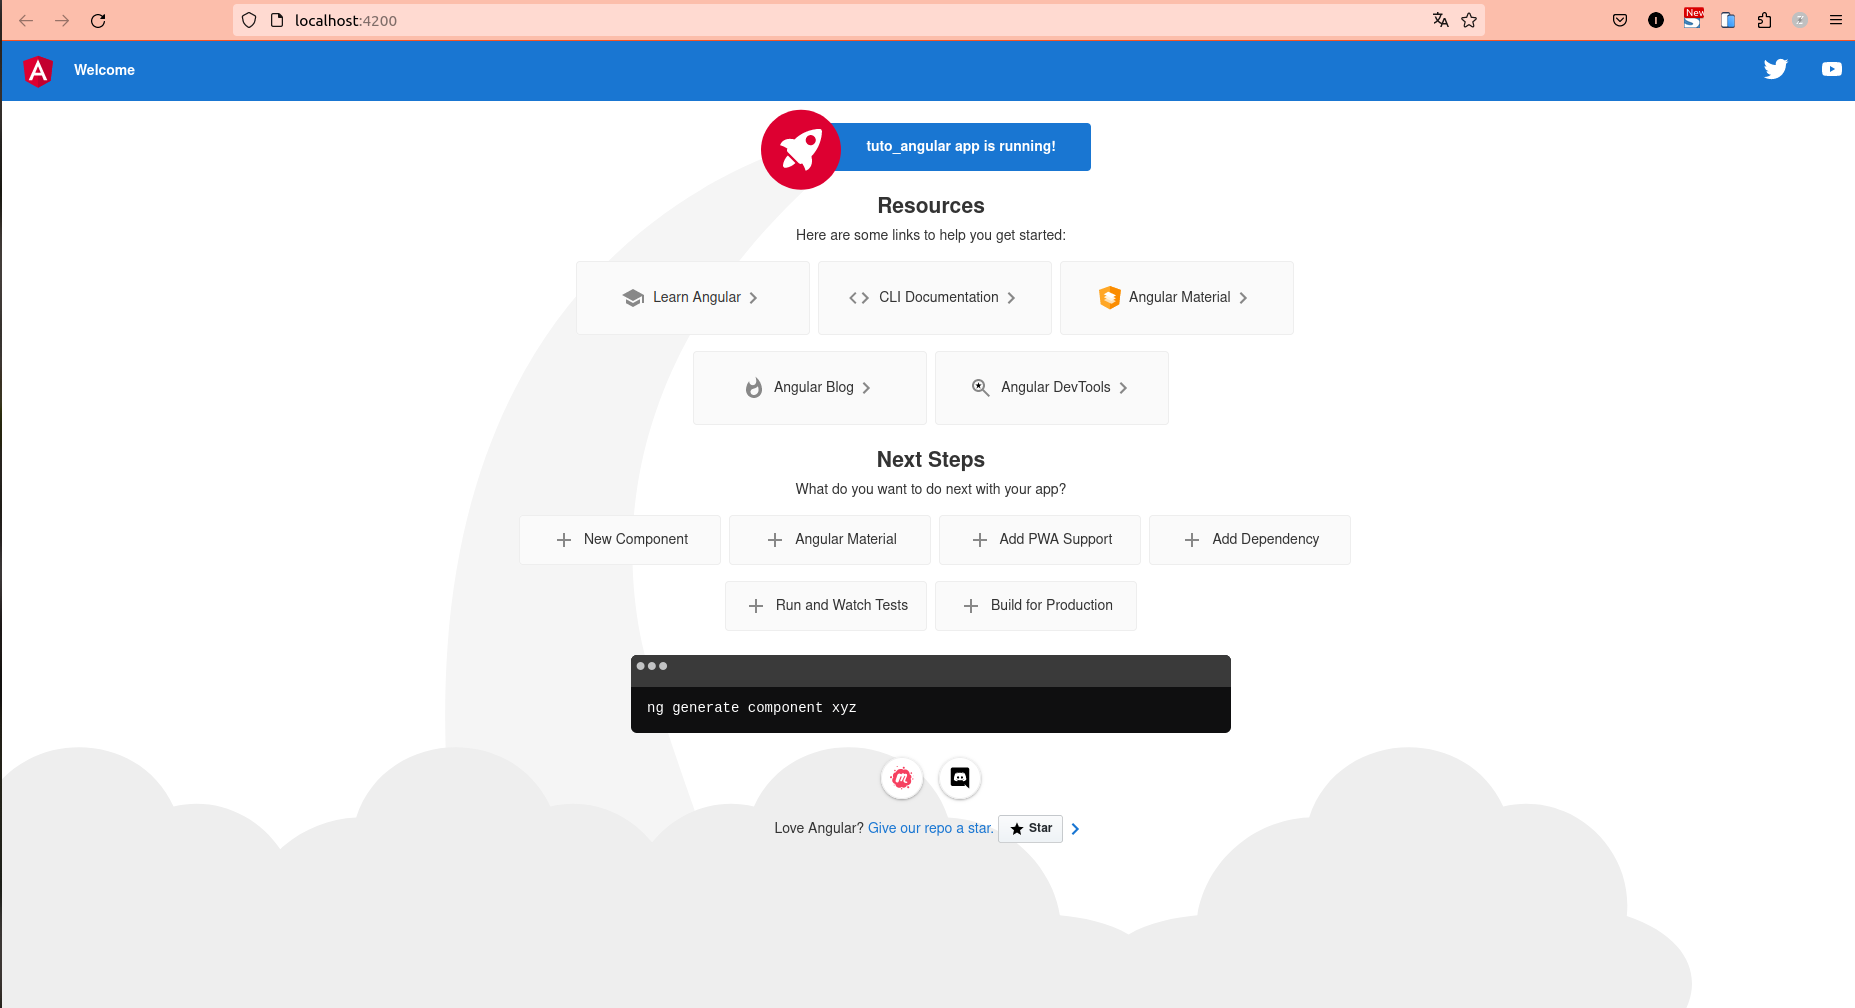 localhost:4200
New
Welcome
tuto_angular app is running!
Resources
Here are some links to help you get started:
Learn Angular
CLI Documentation
Angular Material
Angular Blog
Angular DevTools
Next Steps
What do you want to do next with your app?
New Component
Angular Material
Add PWA Support
Add Dependency
Run and Watch Tests
Build for Production
ng generate component xyz
Love Angular? Give our repo a star. Star